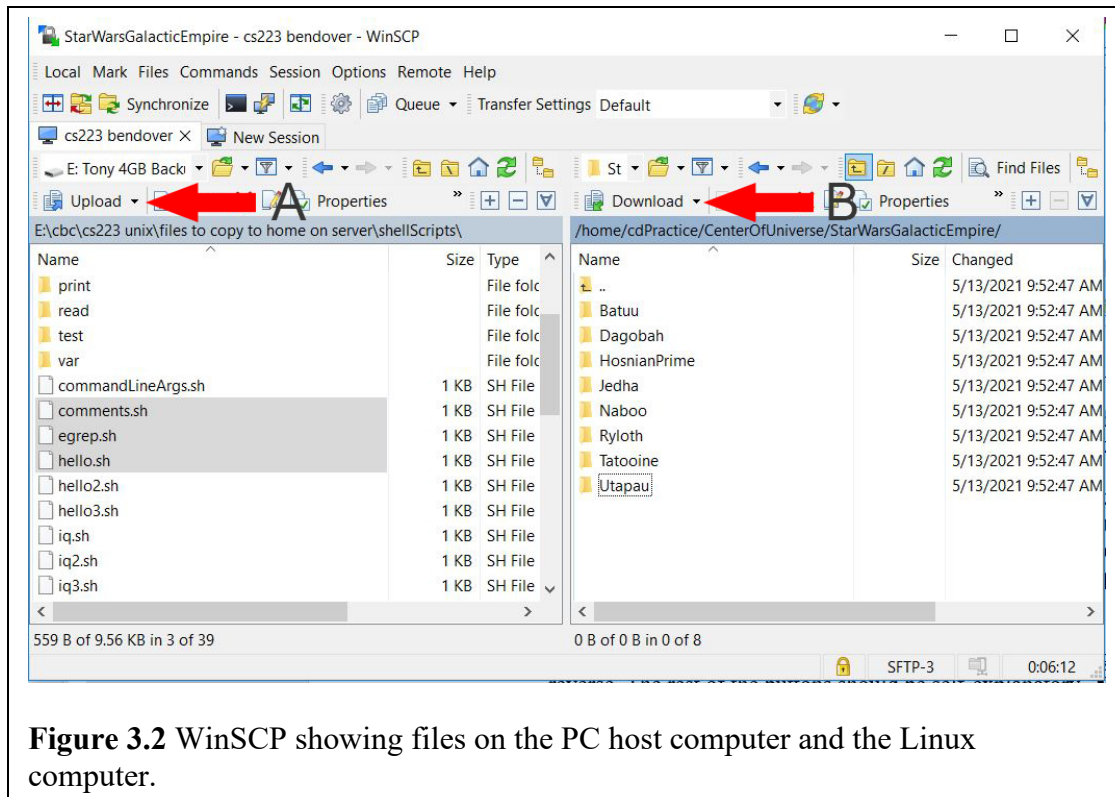 StarWarsGalacticEmpire - cs223 bendover - WinSCP
Local Mark Files Commands Session Options Remote Help
Synchronize Queue Transfer Settings Default
cs223 bendover New Session
E: Tony 4GB St Find Files
Upload A Properties » Download B Properties »
E:\cbc\cs223 unix\files to copy to home on server\shellScripts\ /home/cdPractice/CenterOfUniverse/StarWarsGalacticEmpire/
Name Size Type Name Size Changed
print File .. 5/13/2021 9:52:47 AM
read File Batuu 5/13/2021 9:52:47 AM
test File Dagobah 5/13/2021 9:52:47 AM
var File HosnianPrime 5/13/2021 9:52:47 AM
commandLineArgs.sh 1 KB SH File Jedha 5/13/2021 9:52:47 AM
comments.sh 1 KB SH File Naboo 5/13/2021 9:52:47 AM
egrep.sh 1 KB SH File Ryloth 5/13/2021 9:52:47 AM
hello.sh 1 KB SH File Tatooine 5/13/2021 9:52:47 AM
hello2.sh 1 KB SH File Utapau 5/13/2021 9:52:47 AM
hello3.sh 1 KB SH File
iq.sh 1 KB SH File
iq2.sh 1 KB SH File
iq3.sh 1 KB SH File
559 B of 9.56 KB in 3 of 39 0 B of 0 B in 0 of 8
SFTP-3 0:06:12
Figure 3.2 WinSCP showing files on the PC host computer and the Linux
computer.